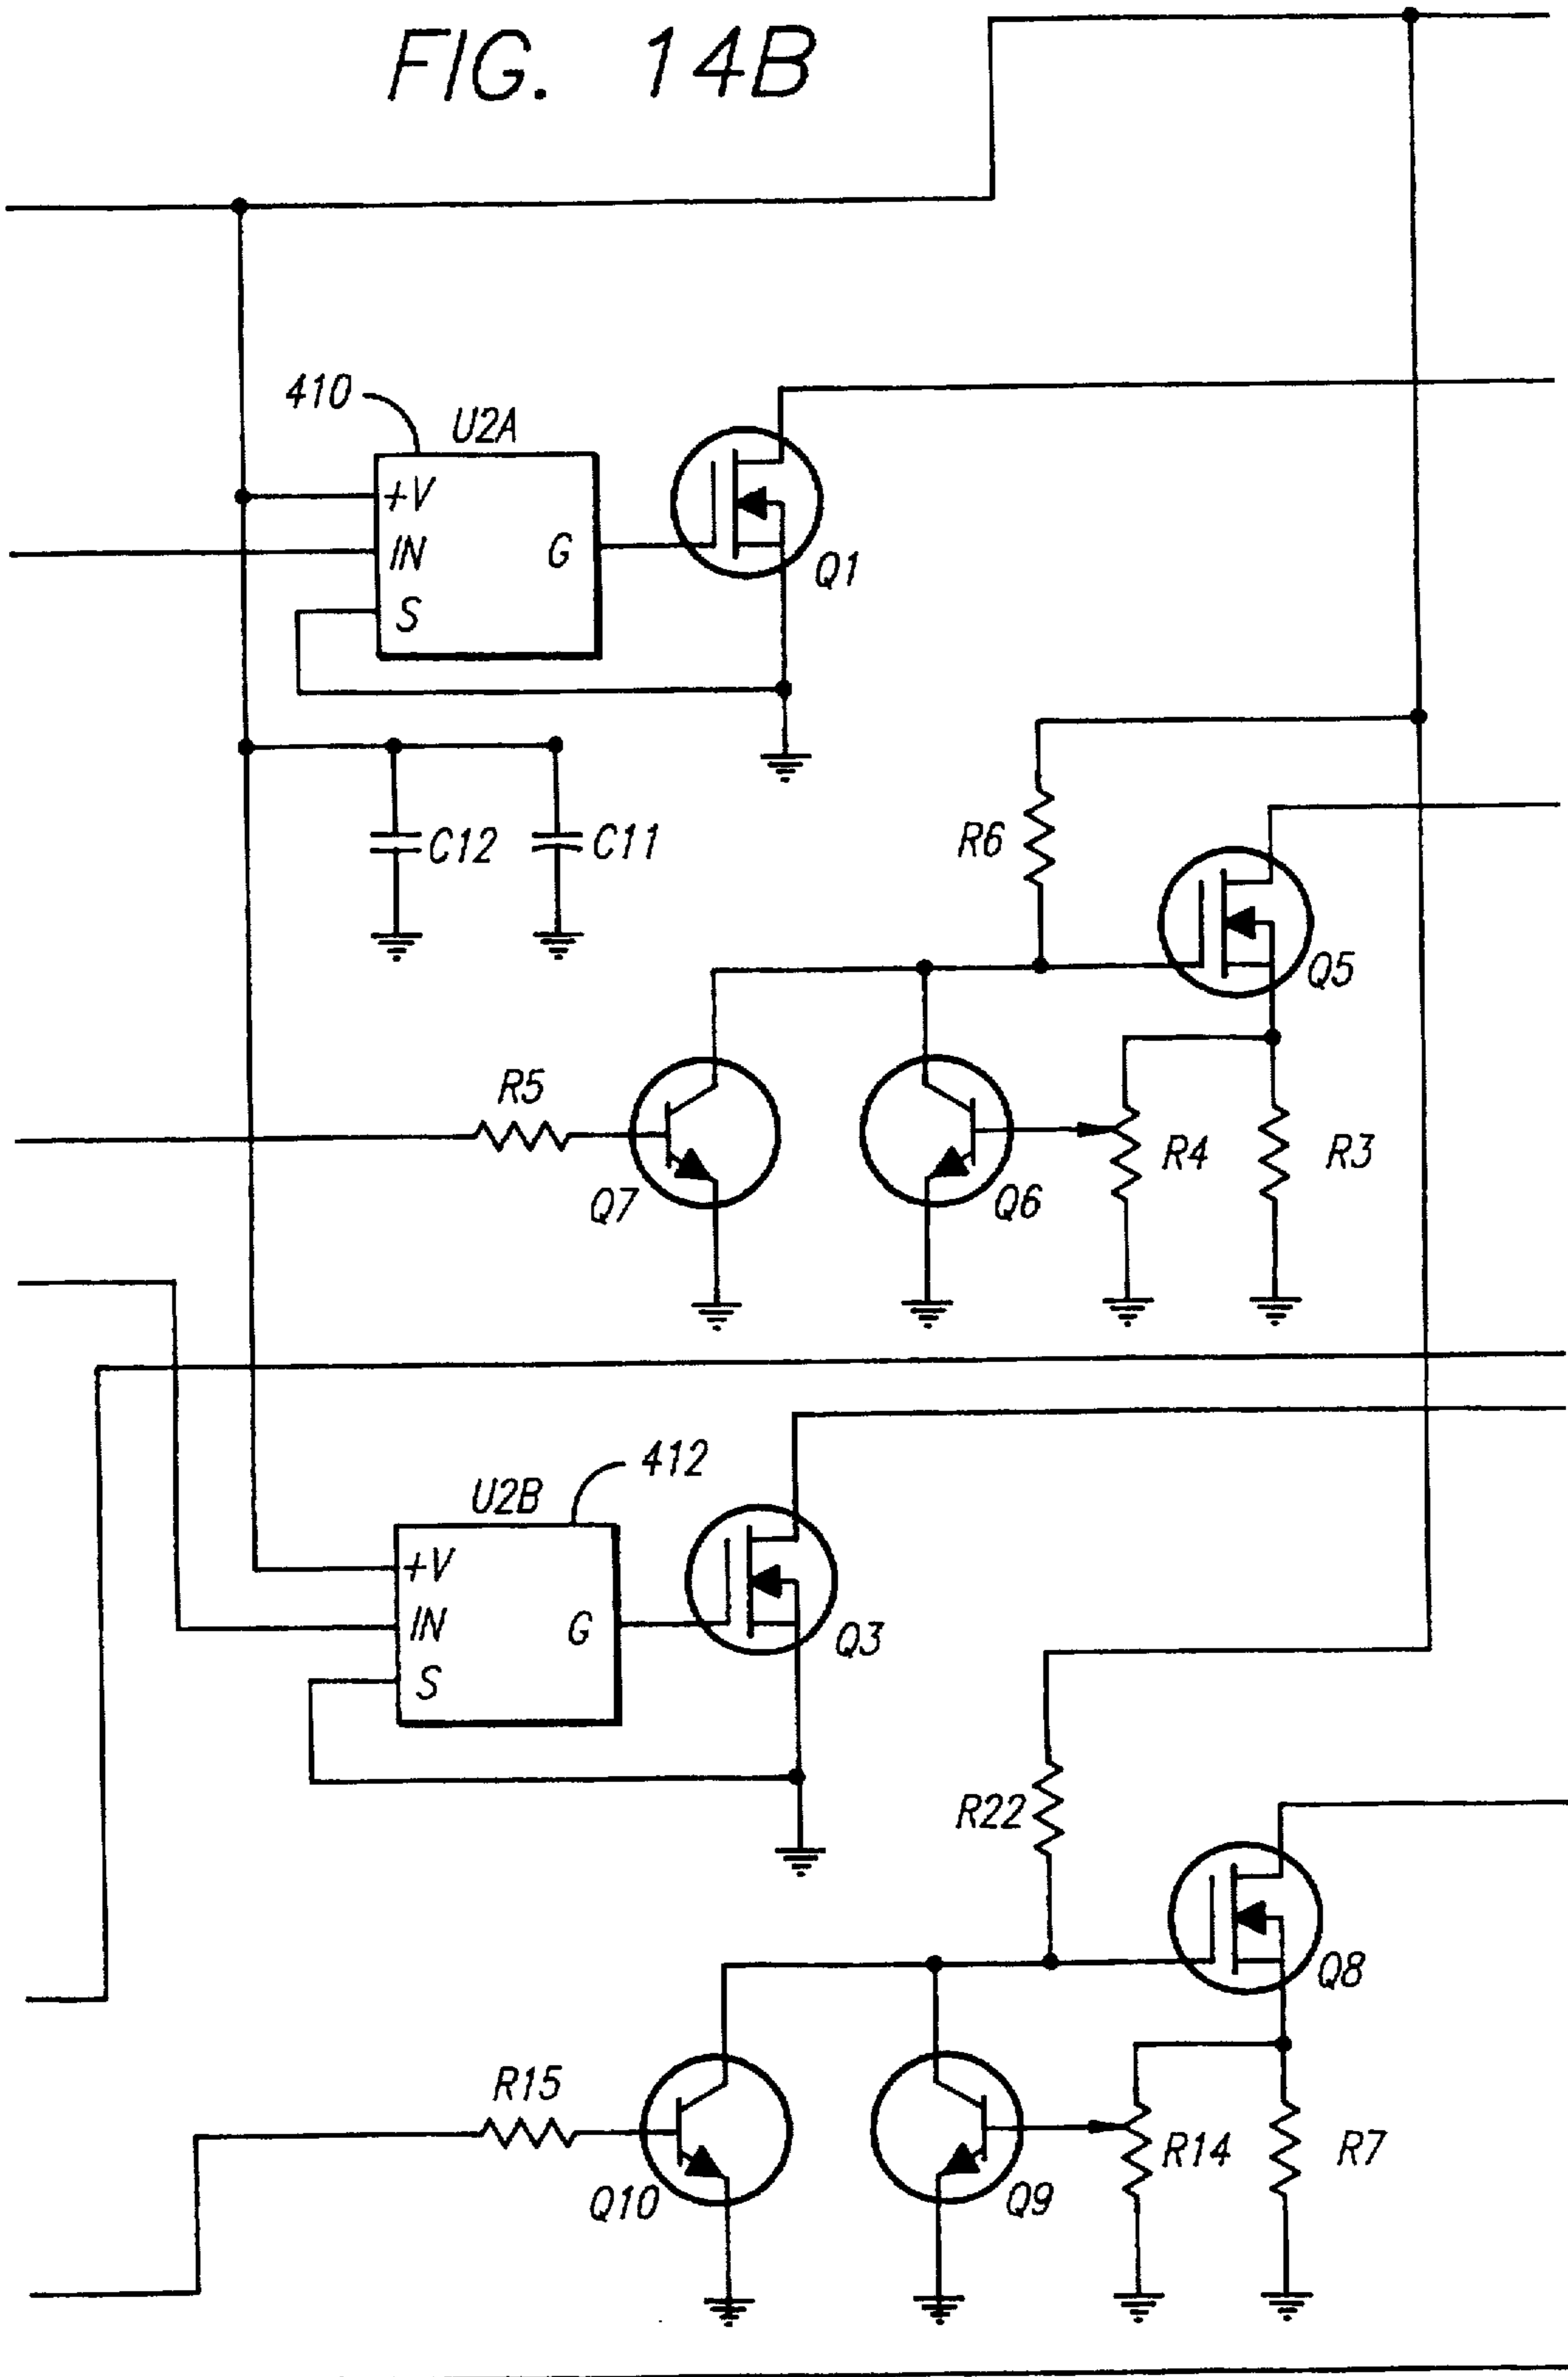 FIG. 14B
410
U2A
+V
IN
G
S
Q1
C12
C11
R6
Q5
R5
Q7
Q6
R4
R3
412
U2B
+V
IN
G
S
Q3
R22
Q8
R15
Q10
Q9
R14
R7